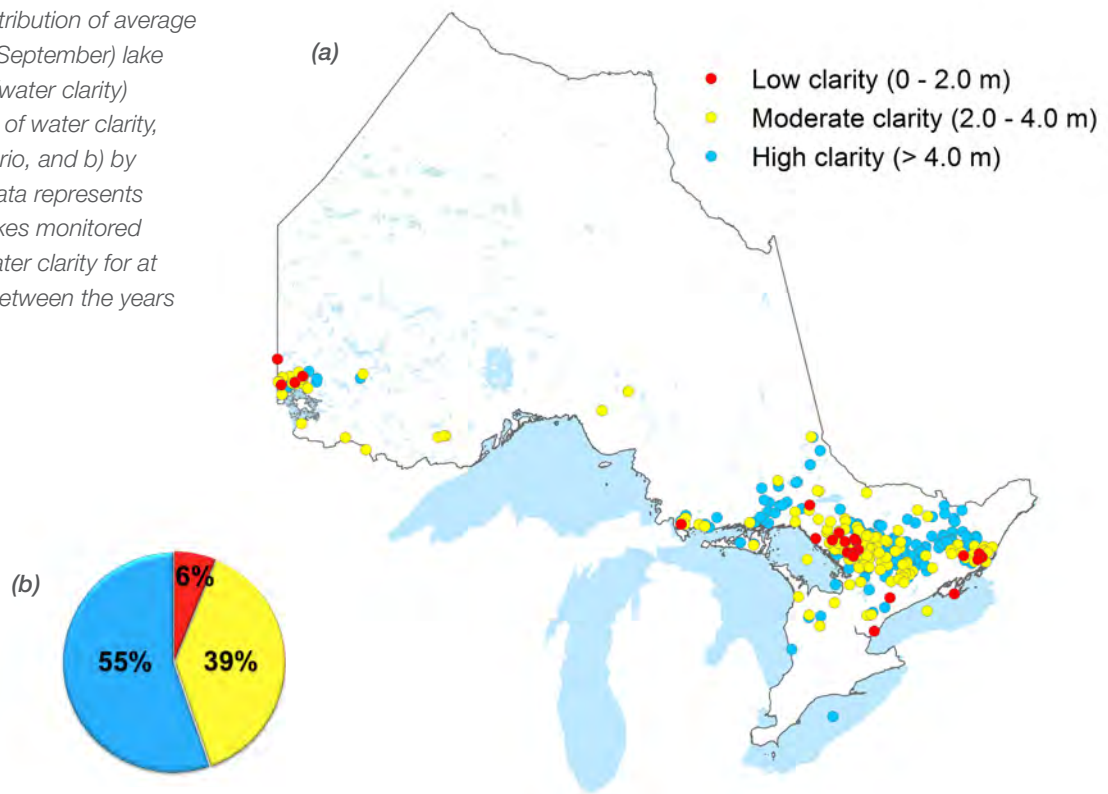 tribution of average
September) lake
water clarity)
of water clarity,
rio, and b) by
ata represents
kes monitored
ater clarity for at
etween the years
(a)
Low clarity (0 - 2.0 m)
Moderate clarity (2.0 - 4.0 m)
High clarity (> 4.0 m)
(b)
6%
55%
39%